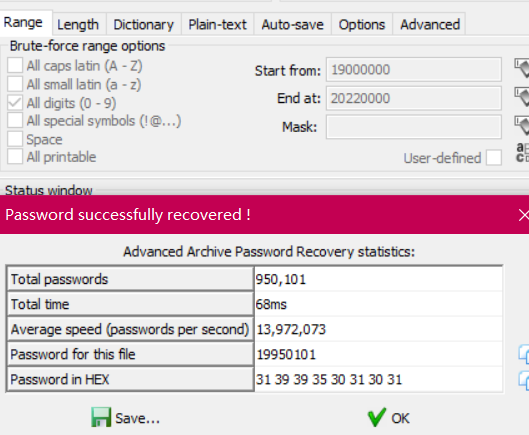 Range Length Dictionary Plain-text Auto-save Options Advanced
Brute-force range options
All caps latin (A - Z)
All small latin (a - z)
All digits (0 - 9)
All special symbols (!@...)
Space
All printable
Start from: 19000000
End at: 20220000
Mask:
User-defined
Status window
Password successfully recovered !
Advanced Archive Password Recovery statistics:
Total passwords 950,101
Total time 68ms
Average speed (passwords per second) 13,972,073
Password for this file 19950101
Password in HEX 31 39 39 35 30 31 30 31
Save... OK